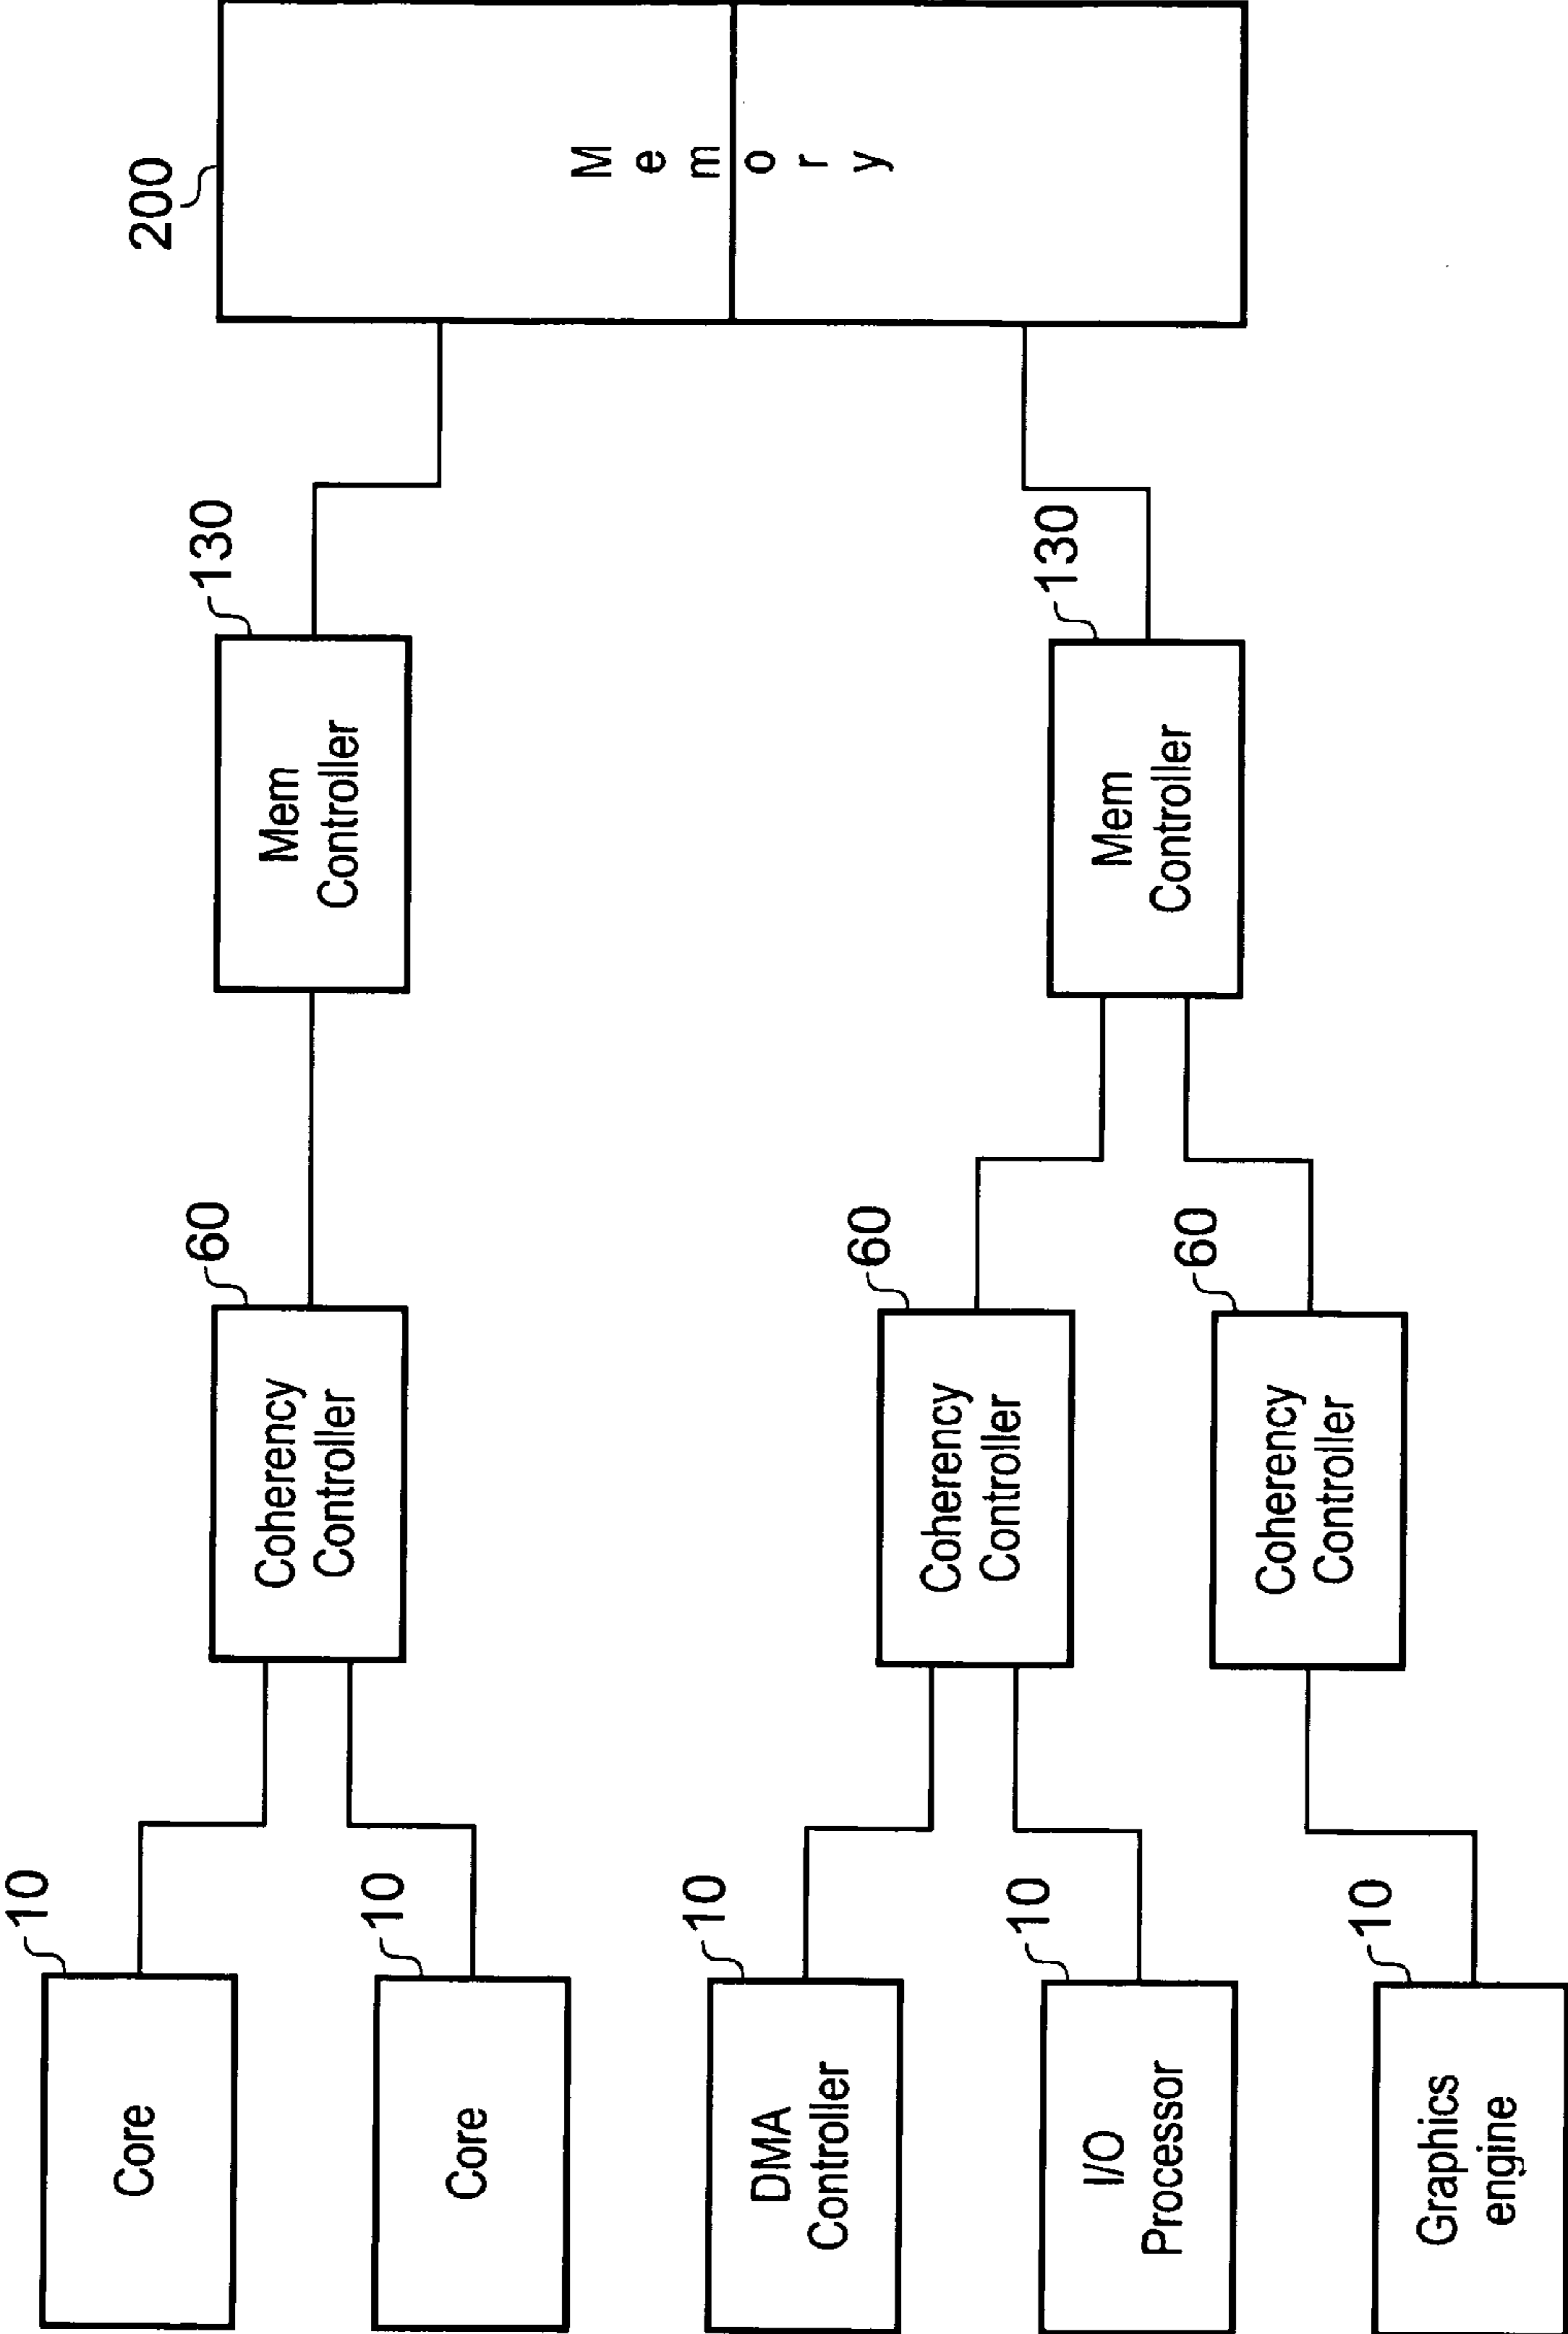 10
Core
10
Core
10
DMA
Controller
10
I/O
Processor
10
Graphics
engine
60
Coherency
Controller
60
Coherency
Controller
60
Coherency
Controller
130
Mem
Controller
130
Mem
Controller
200
Memory